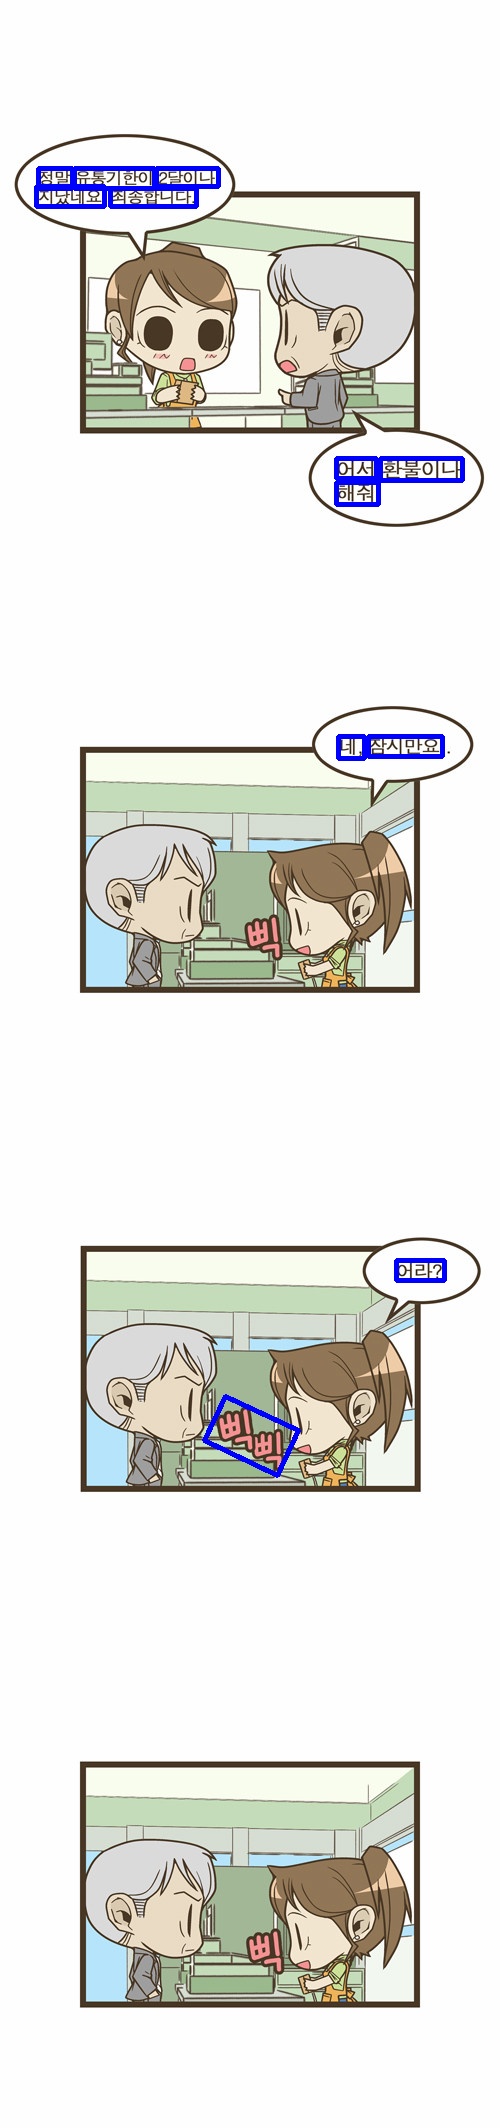 정말 유통기한이 2달이나
지났네요 죄송합니다.
어서 환불이나
해줘
네, 잠시만요..
삑
어라?
삑삑
삑